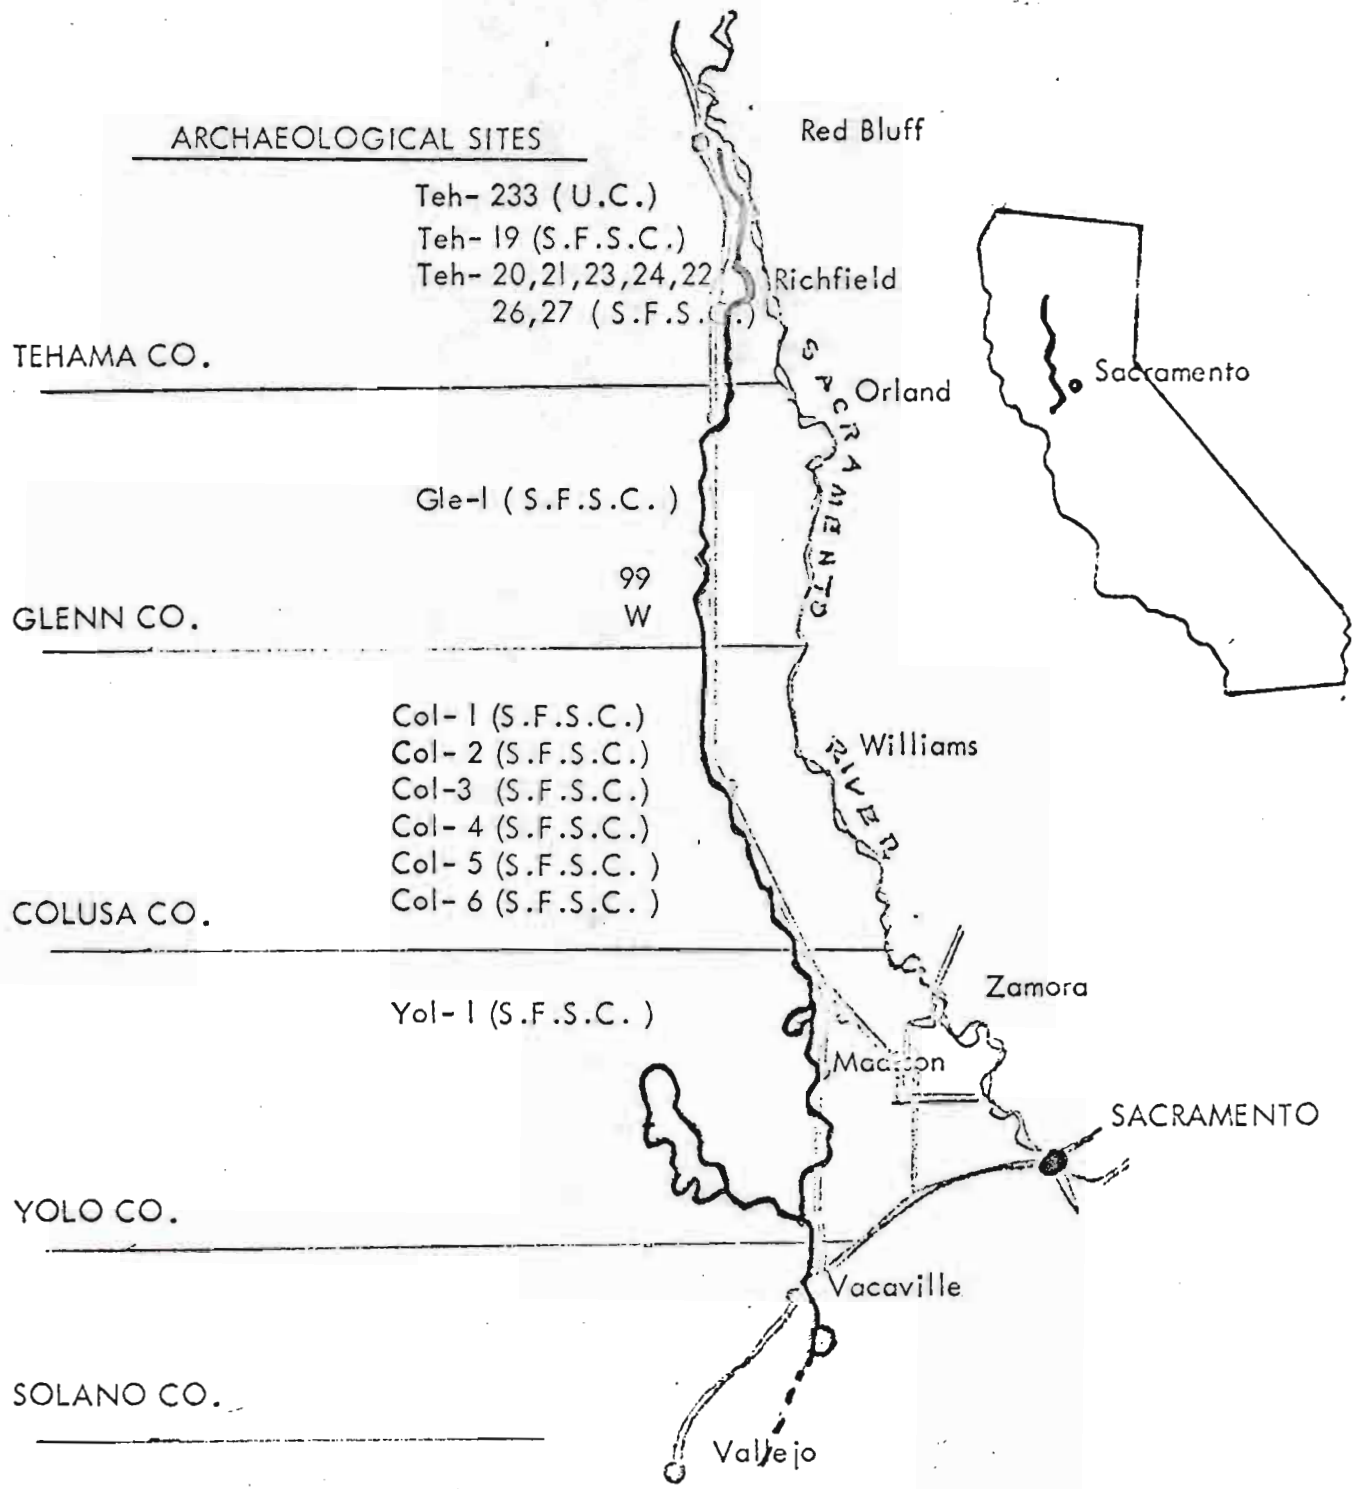 ARCHAEOLOGICAL SITES
Red Bluff
Teh- 233 (U.C.)
Teh- 19 (S.F.S.C.)
Teh- 20,21,23,24,22
26,27 (S.F.S.C.)
Richfield
TEHAMA CO.
Orland
Sacramento
SACRAMENTO
RIVER
Gle-1 (S.F.S.C.)
99
W
GLENN CO.
Col- 1 (S.F.S.C.)
Col- 2 (S.F.S.C.)
Col-3 (S.F.S.C.)
Col- 4 (S.F.S.C.)
Col- 5 (S.F.S.C. )
Col- 6 (S.F.S.C. )
Williams
COLUSA CO.
Zamora
Yol- 1 (S.F.S.C. )
Madison
SACRAMENTO
YOLO CO.
Vacaville
SOLANO CO.
Vallejo